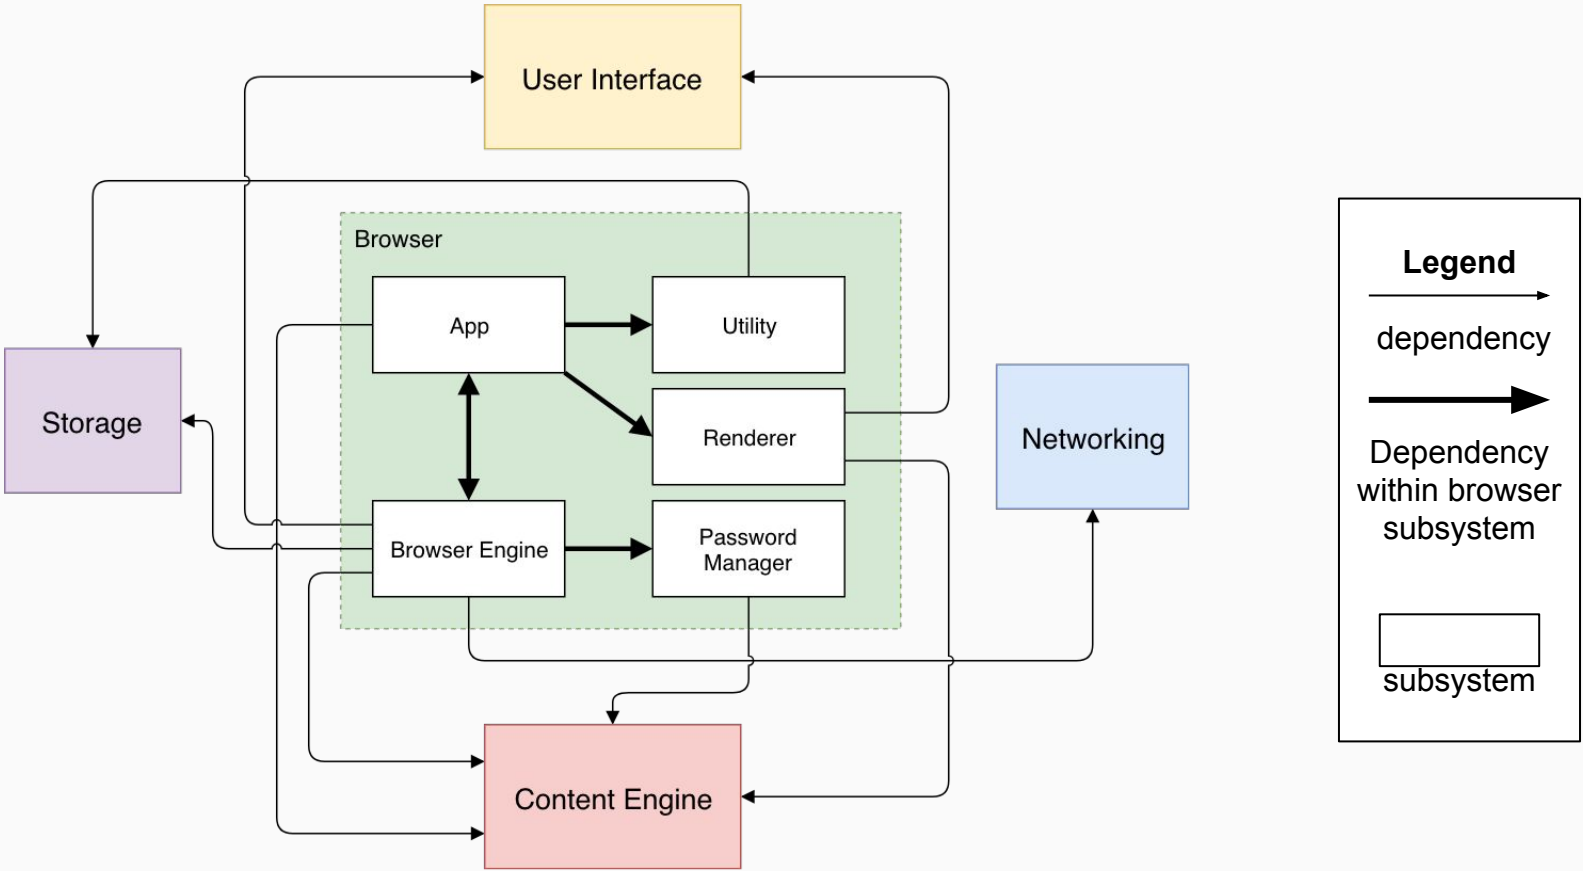 User Interface
Browser
App
Utility
Storage
Renderer
Networking
Browser Engine
Password
Manager
Content Engine
Legend
dependency
Dependency
within browser
subsystem
subsystem